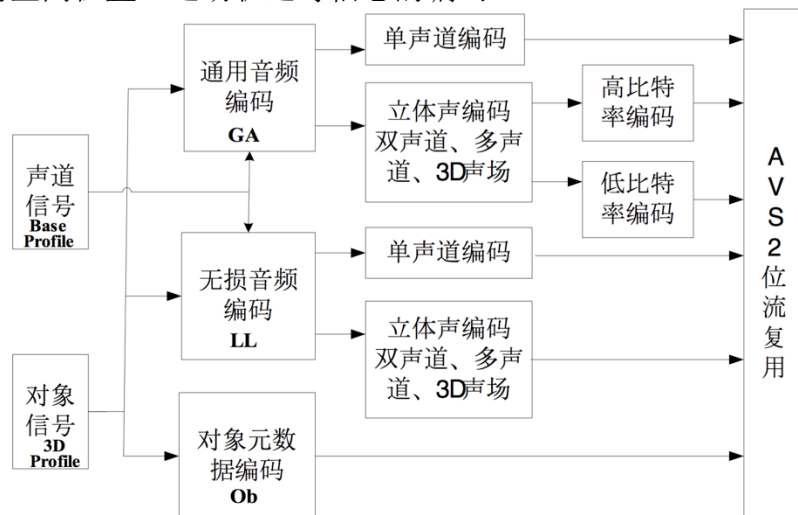 声道
信号
Base
Profile
对象
信号
3D
Profile
通用音频
编码
GA
无损音频
编码
LL
对象元数
据编码
Ob
单声道编码
立体声编码
双声道、多声
道、3D声场
高比特
率编码
低比特
率编码
单声道编码
立体声编码
双声道、多声
道、3D声场
A
V
S
2
位
流
复
用